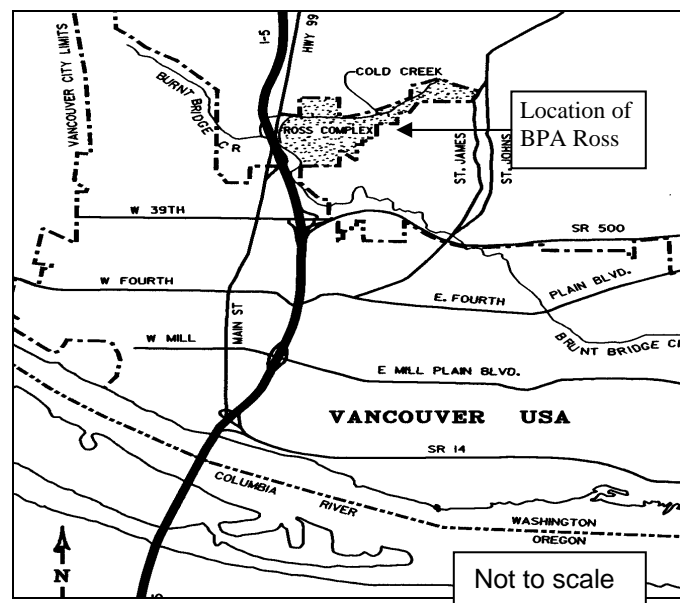 VANCOUVER CITY LIMITS
I-5
HWY 99
COLD CREEK
BURNT
BRIDGE
CR
ROSS COMPLEX
Location of
BPA Ross
ST. JAMES
ST. JOHNS
W 39TH
SR 500
W FOURTH
E. FOURTH
PLAIN BLVD.
MAIN ST
W MILL
BRUNT BRIDGE CR
E MILL PLAIN BLVD.
VANCOUVER USA
SR 14
COLUMBIA
RIVER
WASHINGTON
OREGON
N
Not to scale